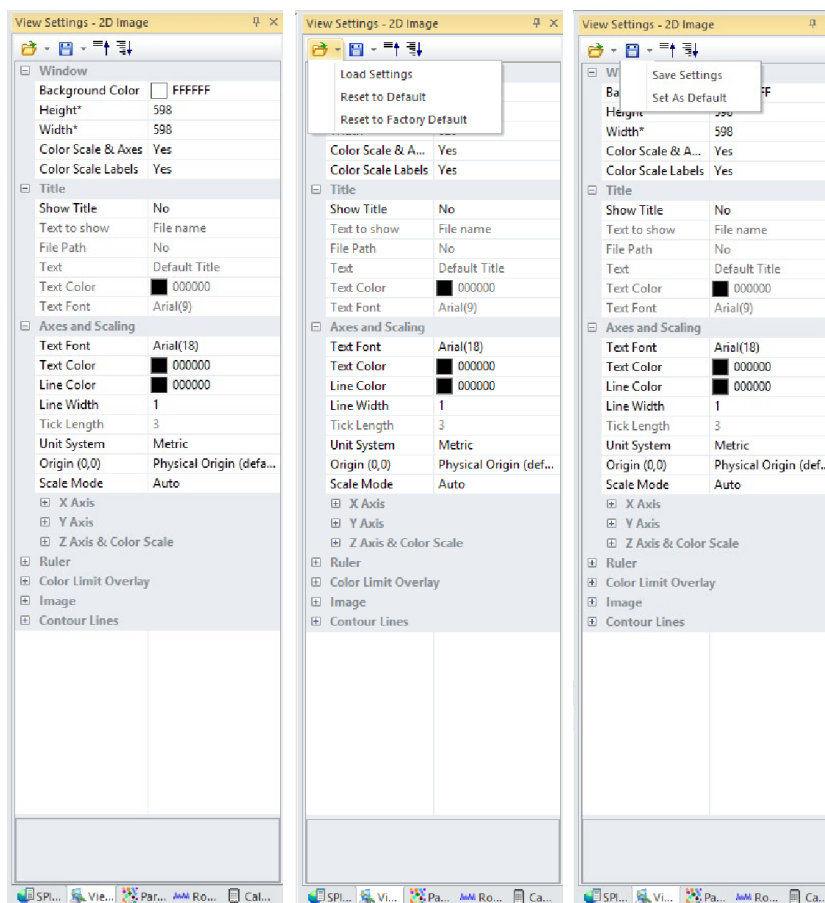 View Settings - 2D Image
Window
Background Color FFFFFF
Height* 598
Width* 598
Color Scale & Axes Yes
Color Scale Labels Yes
Title
Show Title No
Text to show File name
File Path No
Text Default Title
Text Color 000000
Text Font Arial(9)
Axes and Scaling
Text Font Arial(18)
Text Color 000000
Line Color 000000
Line Width 1
Tick Length 3
Unit System Metric
Origin (0,0) Physical Origin (defa...
Scale Mode Auto
X Axis
Y Axis
Z Axis & Color Scale
Ruler
Color Limit Overlay
Image
Contour Lines
SPI... Vie... Par... Ro... Cal...
View Settings - 2D Image
Load Settings
Reset to Default
Reset to Factory Default
Color Scale & A... Yes
Color Scale Labels Yes
Title
Show Title No
Text to show File name
File Path No
Text Default Title
Text Color 000000
Text Font Arial(9)
Axes and Scaling
Text Font Arial(18)
Text Color 000000
Line Color 000000
Line Width 1
Tick Length 3
Unit System Metric
Origin (0,0) Physical Origin (def...
Scale Mode Auto
X Axis
Y Axis
Z Axis & Color Scale
Ruler
Color Limit Overlay
Image
Contour Lines
SPI... Vi... Pa... Ro... Ca...
View Settings - 2D Image
W
Save Settings
Ba FF
Set As Default
Width* 598
Color Scale & A... Yes
Color Scale Labels Yes
Title
Show Title No
Text to show File name
File Path No
Text Default Title
Text Color 000000
Text Font Arial(9)
Axes and Scaling
Text Font Arial(18)
Text Color 000000
Line Color 000000
Line Width 1
Tick Length 3
Unit System Metric
Origin (0,0) Physical Origin (def...
Scale Mode Auto
X Axis
Y Axis
Z Axis & Color Scale
Ruler
Color Limit Overlay
Image
Contour Lines
SPI... Vi... Pa... Ro... Ca...